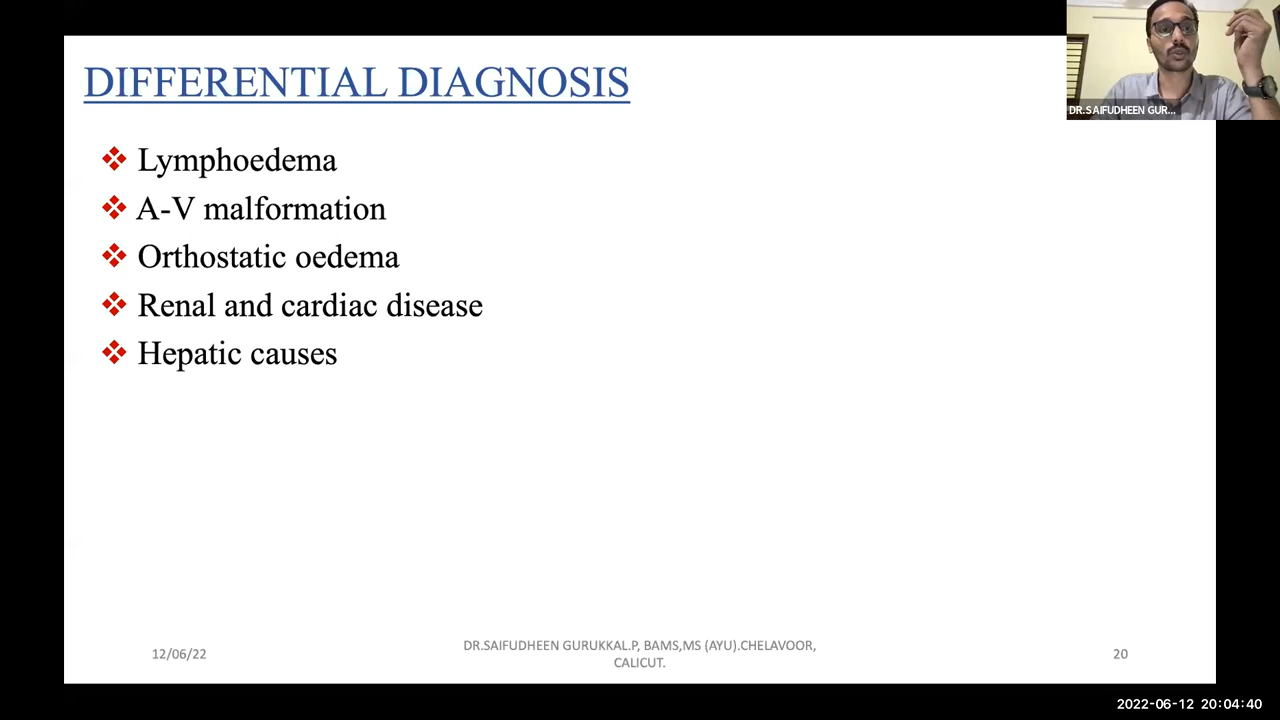 DIFFERENTIAL DIAGNOSIS
DR.SAIFUDHEEN GUR...
Lymphoedema
A-V malformation
Orthostatic oedema
Renal and cardiac disease
Hepatic causes
12/06/22
DR.SAIFUDHEEN GURUKKAL.P, BAMS,MS (AYU).CHELAVOOR,
CALICUT.
20
2022-06-12 20:04:40